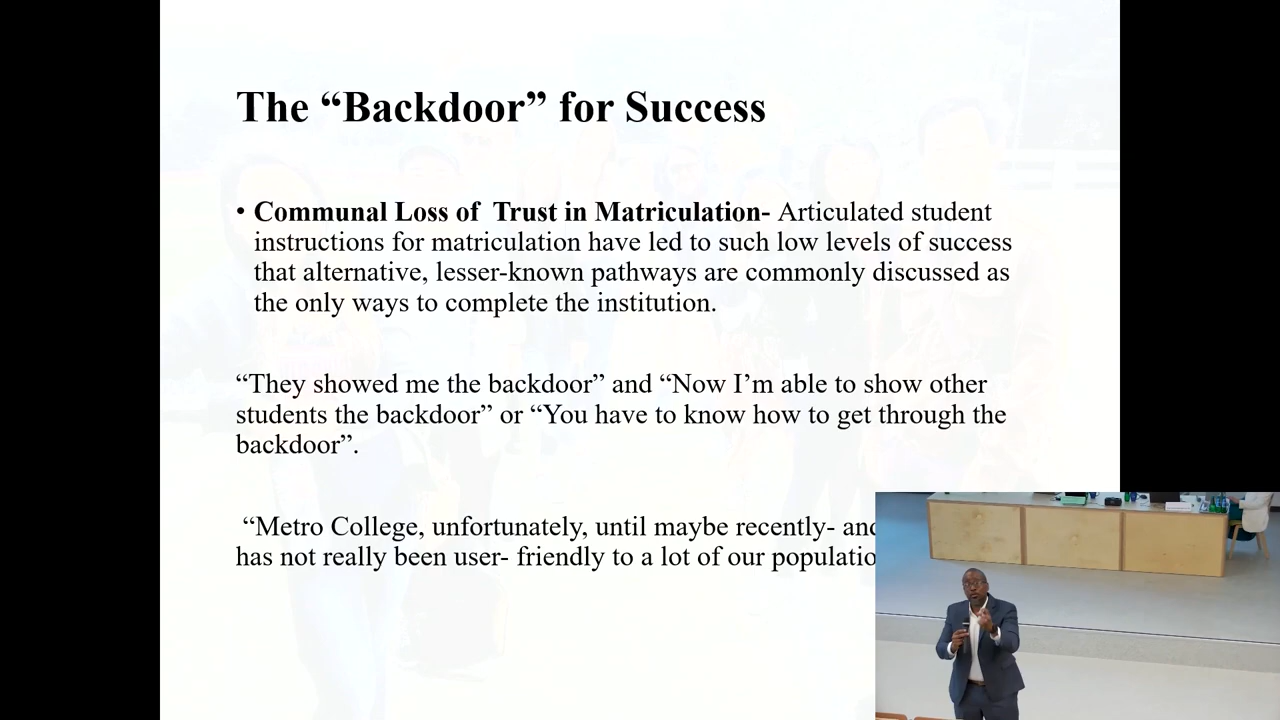 The “Backdoor” for Success
• Communal Loss of  Trust in Matriculation- Articulated student
instructions for matriculation have led to such low levels of success
that alternative, lesser-known pathways are commonly discussed as
the only ways to complete the institution.
“They showed me the backdoor” and “Now I’m able to show other
students the backdoor” or “You have to know how to get through the
backdoor”.
“Metro College, unfortunately, until maybe recently- and
has not really been user- friendly to a lot of our